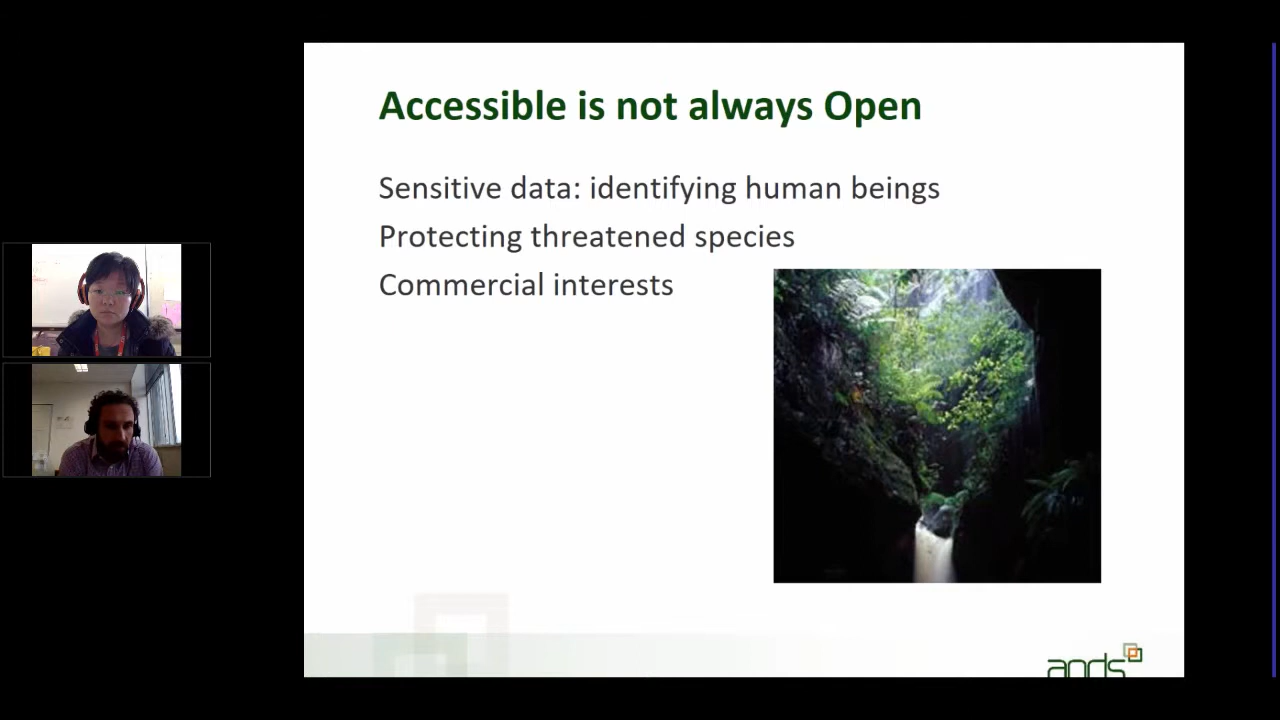 Accessible is not always Open
Sensitive data: identifying human beings
Protecting threatened species
Commercial interests
ands